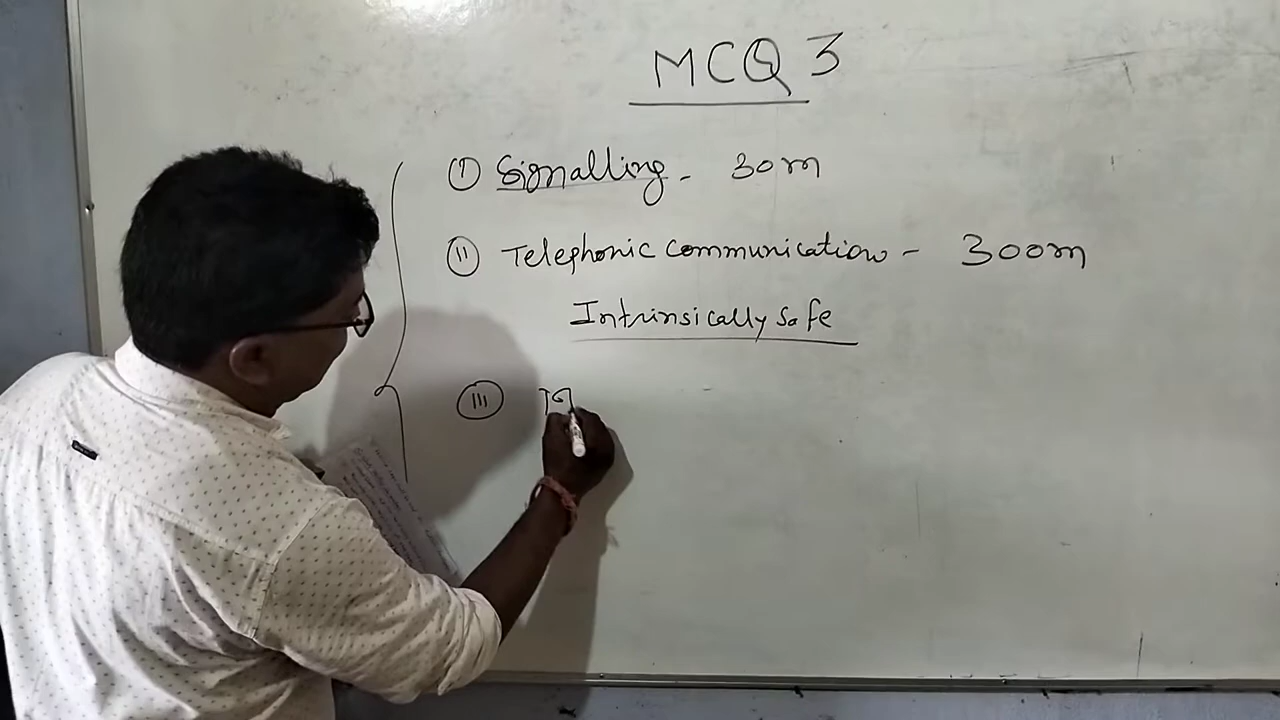 MCQ 3
(i) Signalling - 30m
(ii) Telephonic communication - 300m
Intrinsically safe
(iii)